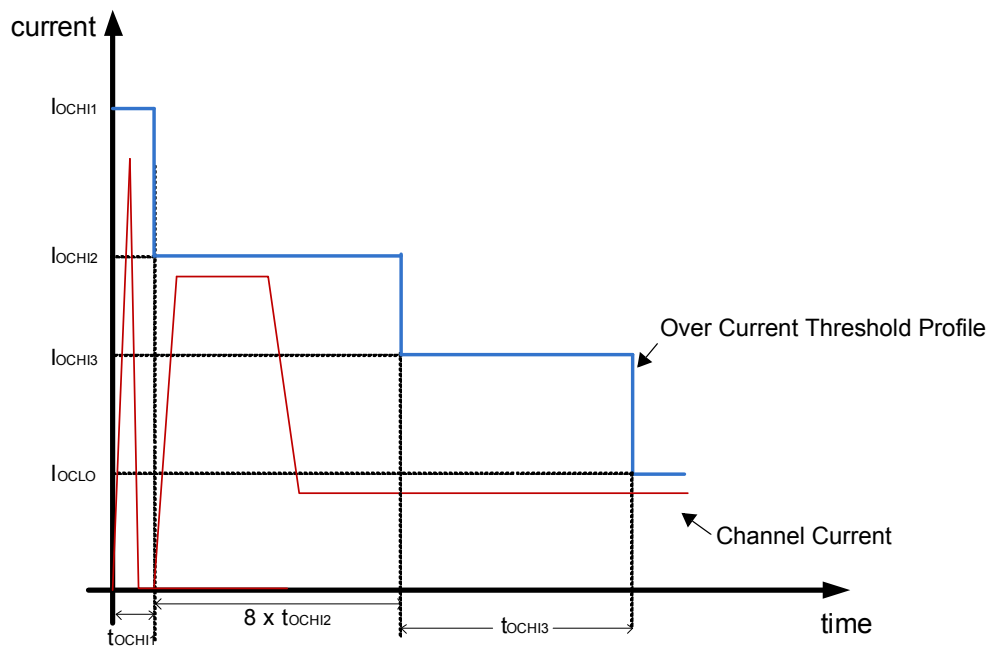 current
IOCHI1
IOCHI2
IOCHI3
IOCLO
Over Current Threshold Profile
Channel Current
tOCHI1
8 x tOCHI2
tOCHI3
time